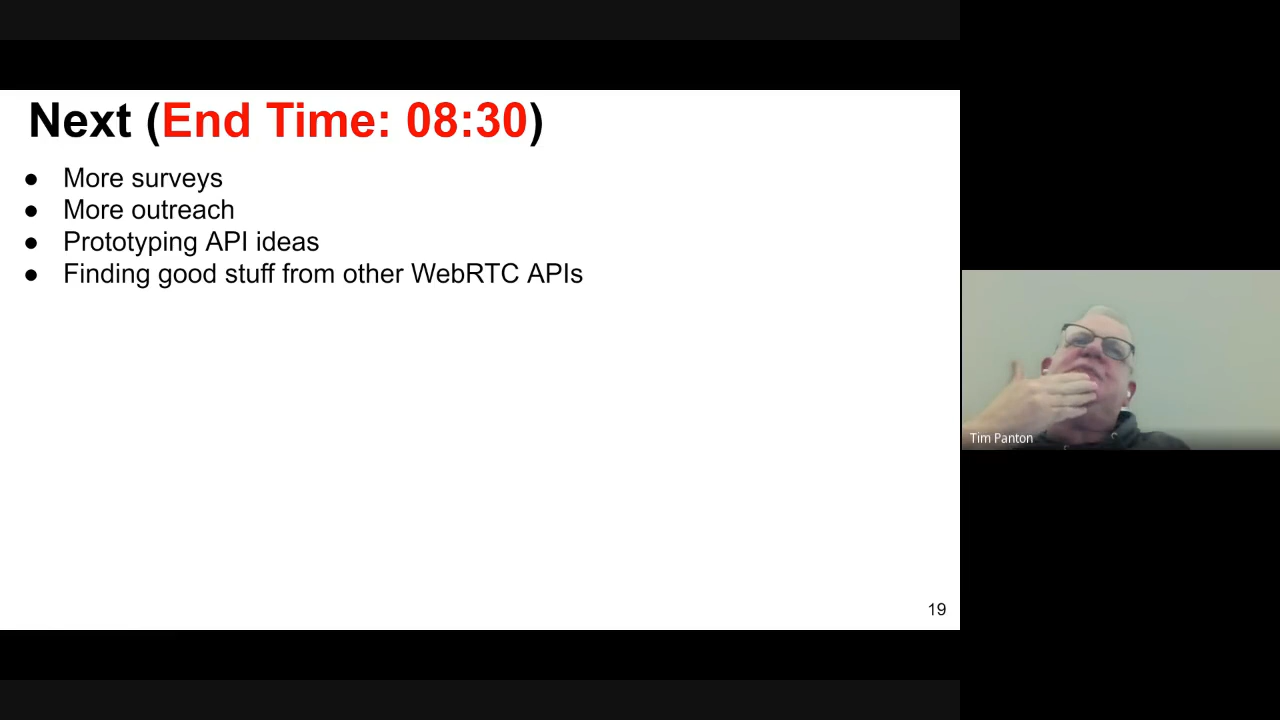 Next (End Time: 08:30)
● More surveys
● More outreach
● Prototyping API ideas
● Finding good stuff from other WebRTC APIs
19
Tim Panton